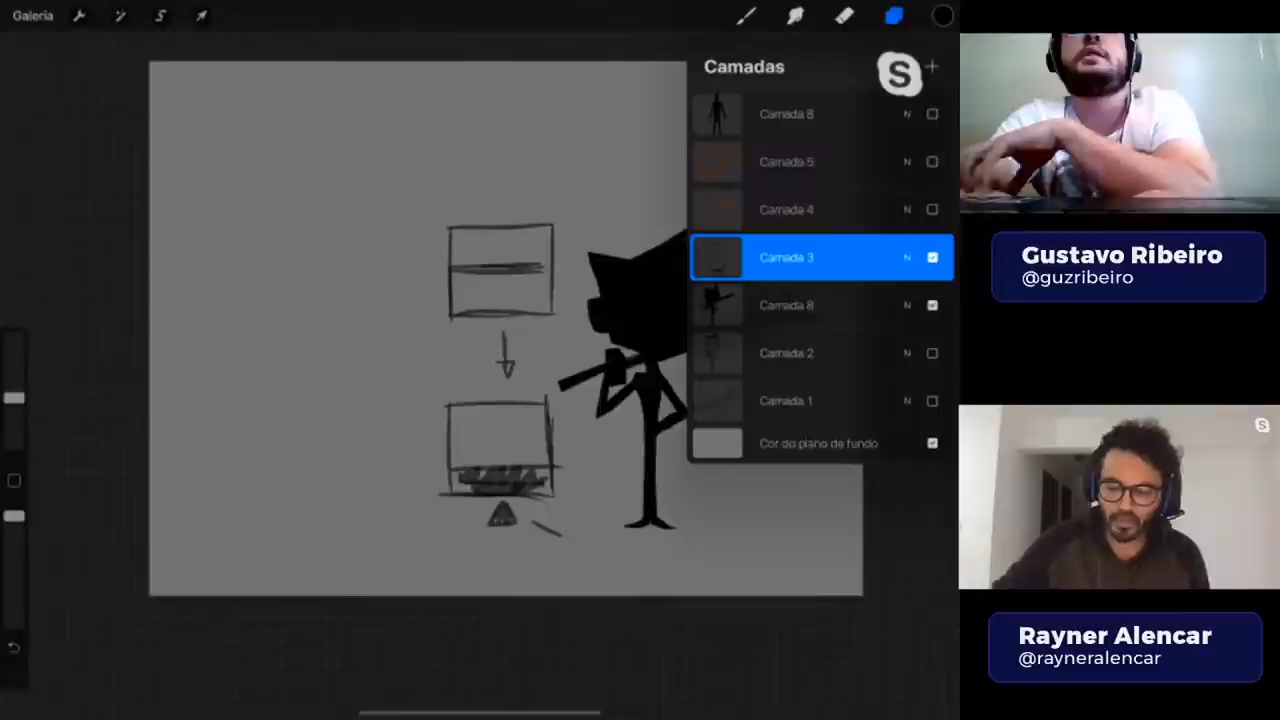 Galeria
Camadas
S
Camada 8 N
Camada 5 N
Camada 4 N
Camada 3 N
Camada 8 N
Camada 2 N
Camada 1 N
Cor do plano de fundo
Gustavo Ribeiro
@guzribeiro
S
Rayner Alencar
@rayneralencar